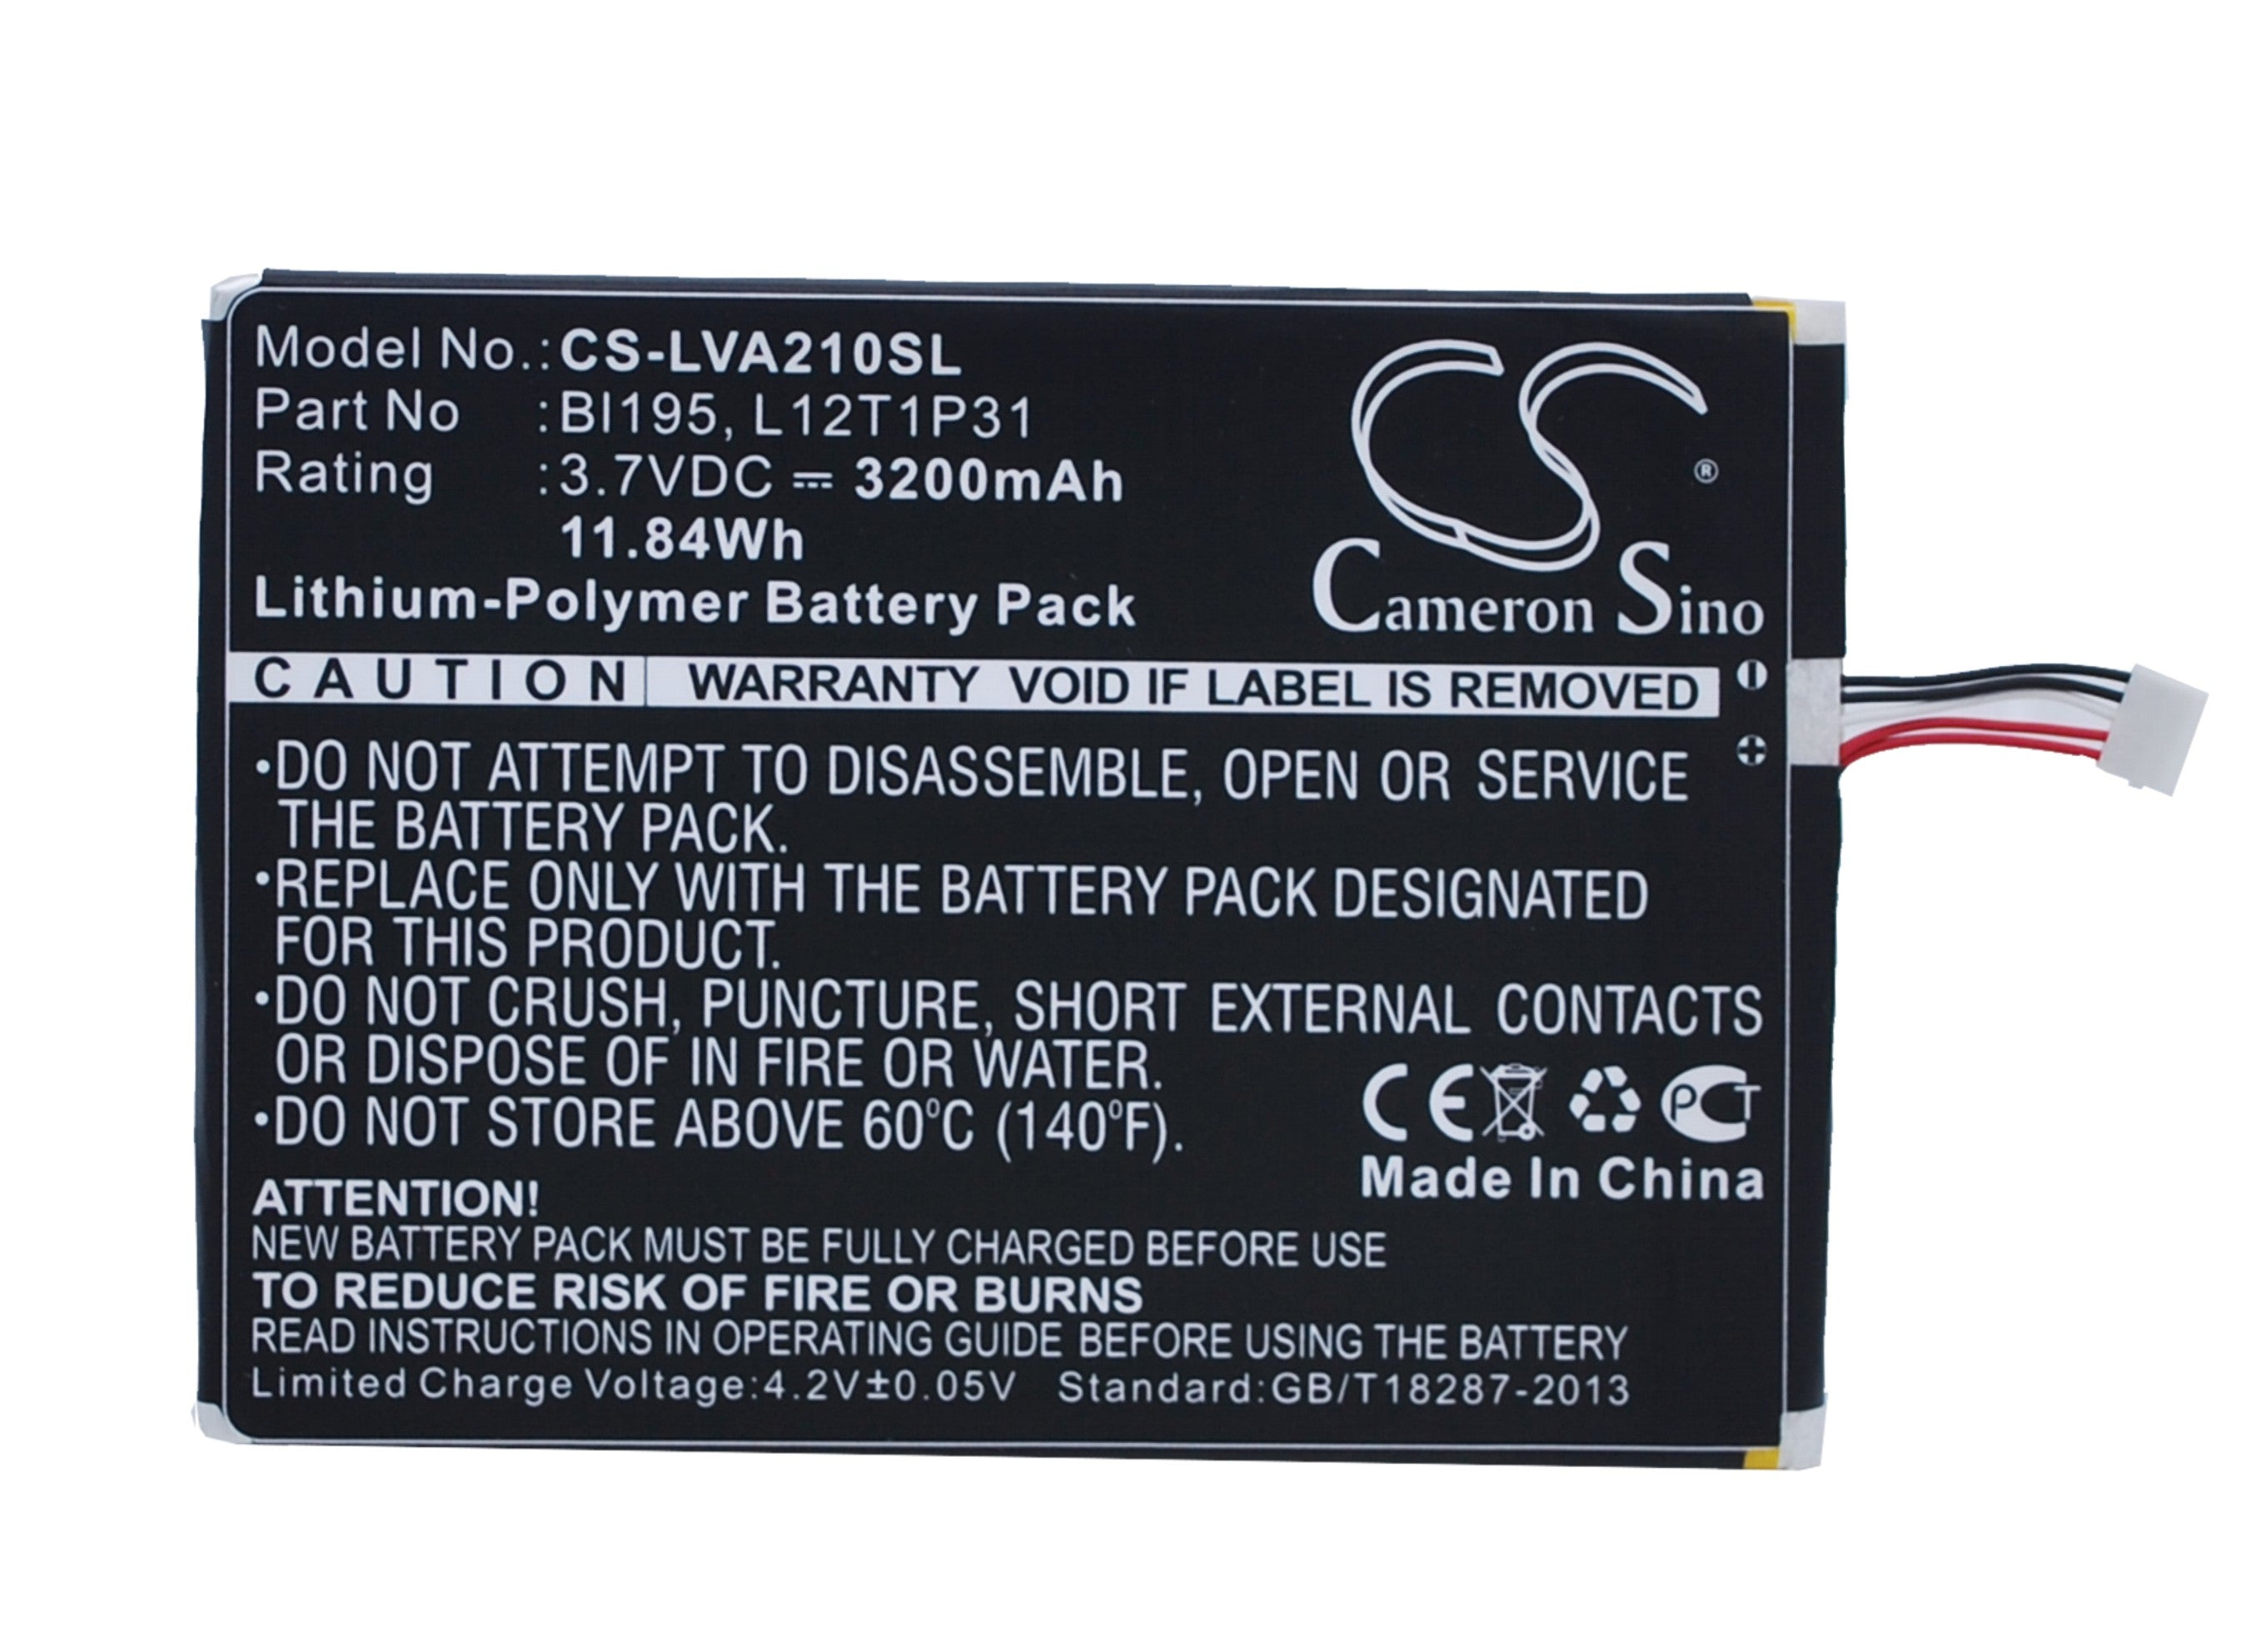 Model No.:CS-LVA210SL
Part No :BI195, L12T1P31
Rating :3.7VDC ⎓ 3200mAh
11.84Wh
Lithium-Polymer Battery Pack
CS
®
Cameron Sino
CAUTION WARRANTY VOID IF LABEL IS REMOVED
•DO NOT ATTEMPT TO DISASSEMBLE, OPEN OR SERVICE
THE BATTERY PACK.
•REPLACE ONLY WITH THE BATTERY PACK DESIGNATED
FOR THIS PRODUCT.
•DO NOT CRUSH, PUNCTURE, SHORT EXTERNAL CONTACTS
OR DISPOSE OF IN FIRE OR WATER.
•DO NOT STORE ABOVE 60°C (140°F).
CE PCT
Made In China
ATTENTION!
NEW BATTERY PACK MUST BE FULLY CHARGED BEFORE USE
TO REDUCE RISK OF FIRE OR BURNS
READ INSTRUCTIONS IN OPERATING GUIDE BEFORE USING THE BATTERY
Limited Charge Voltage:4.2V±0.05V Standard:GB/T18287-2013